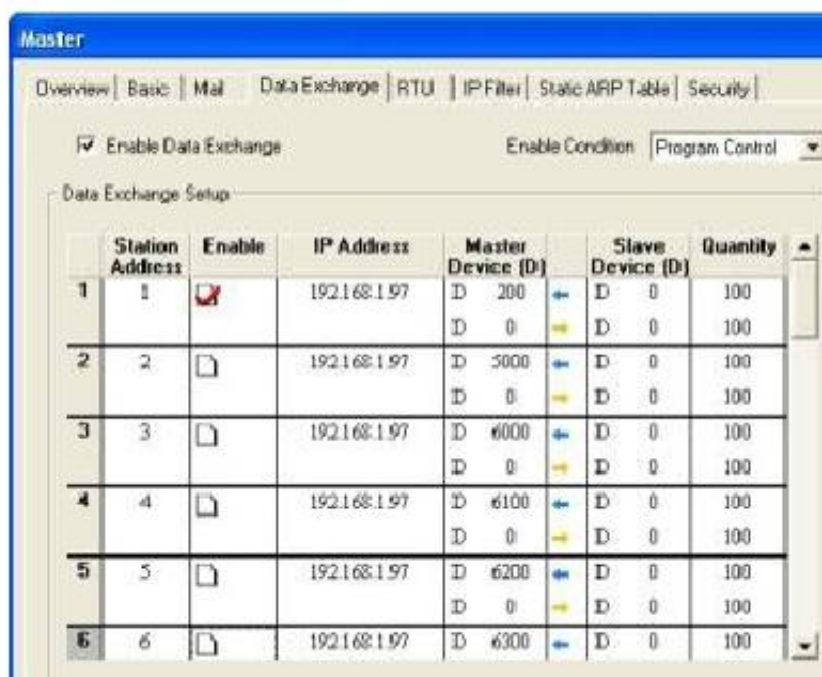 Master
Overview Basic Mail Data Exchange RTU IP Filter Static ARP Table Security
Enable Data Exchange Enable Condition Program Control
Data Exchange Setup
Station Address Enable IP Address Master Device (D) Slave Device (D) Quantity
1 1 192.168.1.97 D 200 D 0 100
D 0 D 0 100
2 2 192.168.1.97 D 5000 D 0 100
D 0 D 0 100
3 3 192.168.1.97 D 6000 D 0 100
D 0 D 0 100
4 4 192.168.1.97 D 6100 D 0 100
D 0 D 0 100
5 5 192.168.1.97 D 6200 D 0 100
D 0 D 0 100
6 6 192.168.1.97 D 6300 D 0 100